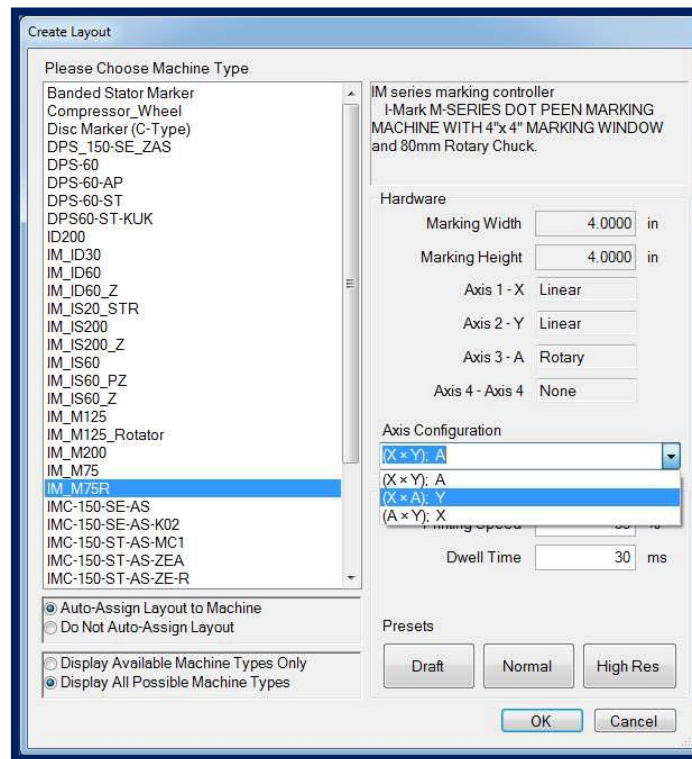 Create Layout
Please Choose Machine Type
Banded Stator Marker
Compressor_Wheel
Disc Marker (C-Type)
DPS_150-SE_ZAS
DPS-60
DPS-60-AP
DPS-60-ST
DPS60-ST-KUK
ID200
IM_ID30
IM_ID60
IM_ID60_Z
IM_IS20_STR
IM_IS200
IM_IS200_Z
IM_IS60
IM_IS60_PZ
IM_IS60_Z
IM_M125
IM_M125_Rotator
IM_M200
IM_M75
IM_M75R
IMC-150-SE-AS
IMC-150-SE-AS-K02
IMC-150-ST-AS-MC1
IMC-150-ST-AS-ZEA
IMC-150-ST-AS-ZE-R
Auto-Assign Layout to Machine
Do Not Auto-Assign Layout
Display Available Machine Types Only
Display All Possible Machine Types
IM series marking controller
I-Mark M-SERIES DOT PEEN MARKING
MACHINE WITH 4"x 4" MARKING WINDOW
and 80mm Rotary Chuck.
Hardware
Marking Width 4.0000 in
Marking Height 4.0000 in
Axis 1 - X Linear
Axis 2 - Y Linear
Axis 3 - A Rotary
Axis 4 - Axis 4 None
Axis Configuration
(X × Y); A
(X × Y); A
(X × A); Y
(A × Y); X
Printing Speed
Dwell Time 30 ms
Presets
Draft Normal High Res
OK Cancel